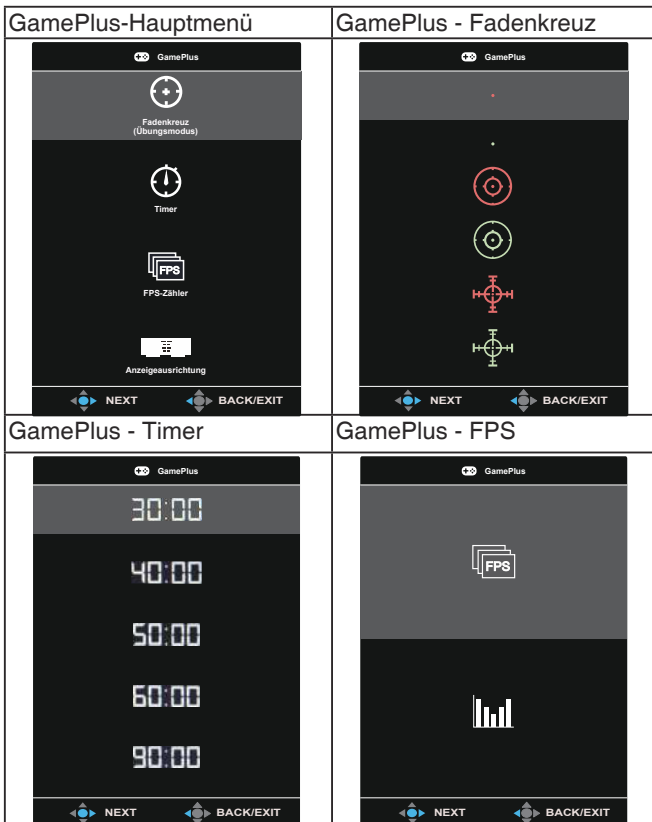 GamePlus-Hauptmenü
GamePlus
Fadenkreuz
(Übungsmodus)
Timer
FPS
FPS-Zähler
Anzeigeausrichtung
NEXT BACK/EXIT
GamePlus - Fadenkreuz
GamePlus
NEXT BACK/EXIT
GamePlus - Timer
GamePlus
30:00
40:00
50:00
60:00
90:00
NEXT BACK/EXIT
GamePlus - FPS
GamePlus
FPS
NEXT BACK/EXIT